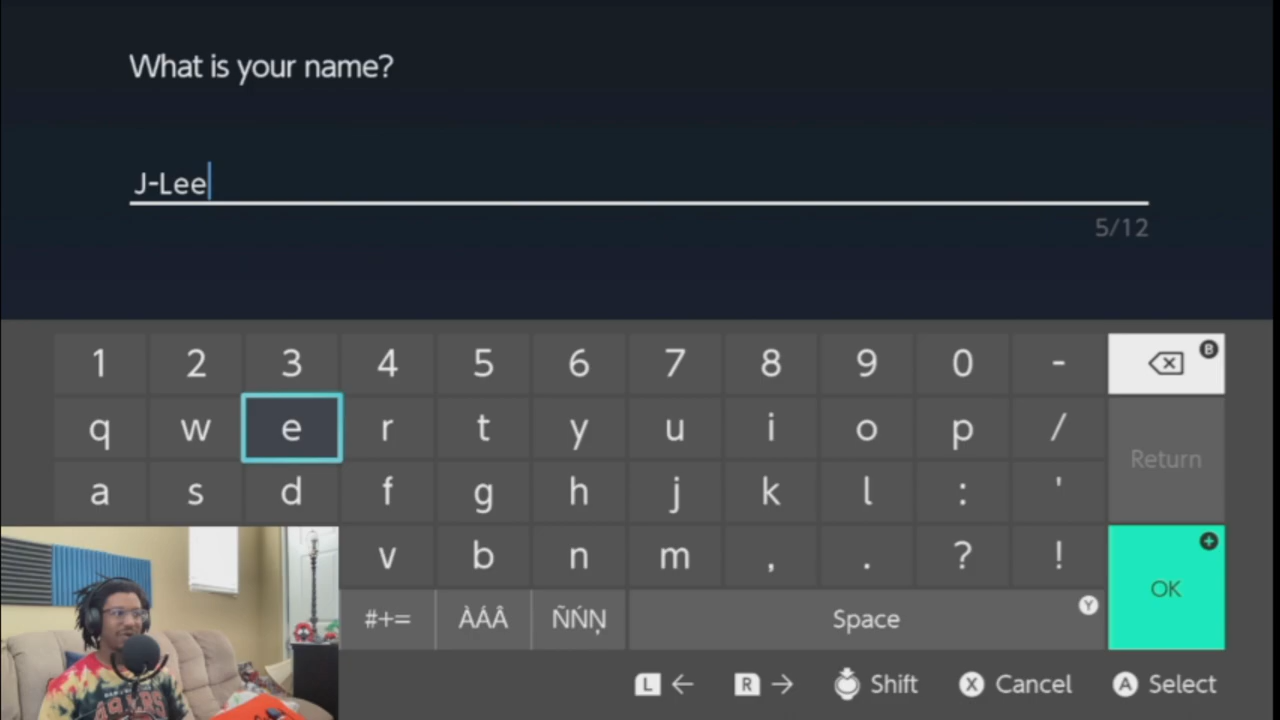 What is your name?
J-Lee
5/12
1 2 3 4 5 6 7 8 9 0 - B
q w e r t y u i o p /
Return
a s d f g h j k l : '
v b n m , . ? ! +
OK
#+= ÀÁÂ ÑŃŅ Space Y
L ← R → Shift X Cancel A Select